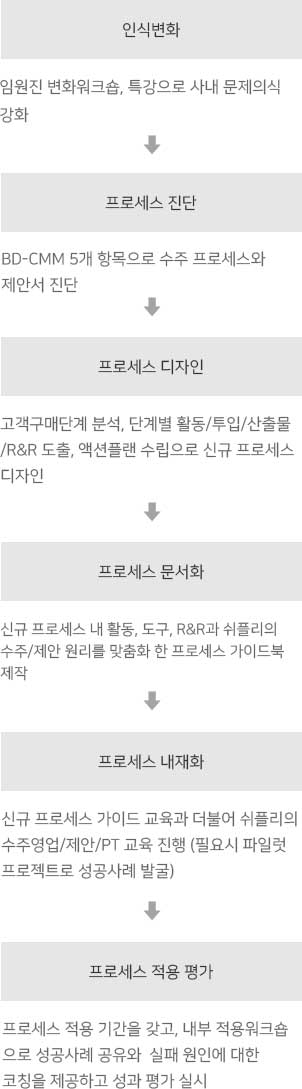 인식변화
임원진 변화워크숍, 특강으로 사내 문제의식
강화
프로세스 진단
BD-CMM 5개 항목으로 수주 프로세스와
제안서 진단
프로세스 디자인
고객구매단계 분석, 단계별 활동/투입/산출물
/R&R 도출, 액션플랜 수립으로 신규 프로세스
디자인
프로세스 문서화
신규 프로세스 내 활동, 도구, R&R과 쉬플리의
수주/제안 원리를 맞춤화 한 프로세스 가이드북
제작
프로세스 내재화
신규 프로세스 가이드 교육과 더불어 쉬플리의
수주영업/제안/PT 교육 진행 (필요시 파일럿
프로젝트로 성공사례 발굴)
프로세스 적용 평가
프로세스 적용 기간을 갖고, 내부 적용워크숍
으로 성공사례 공유와 실패 원인에 대한
코칭을 제공하고 성과 평가 실시